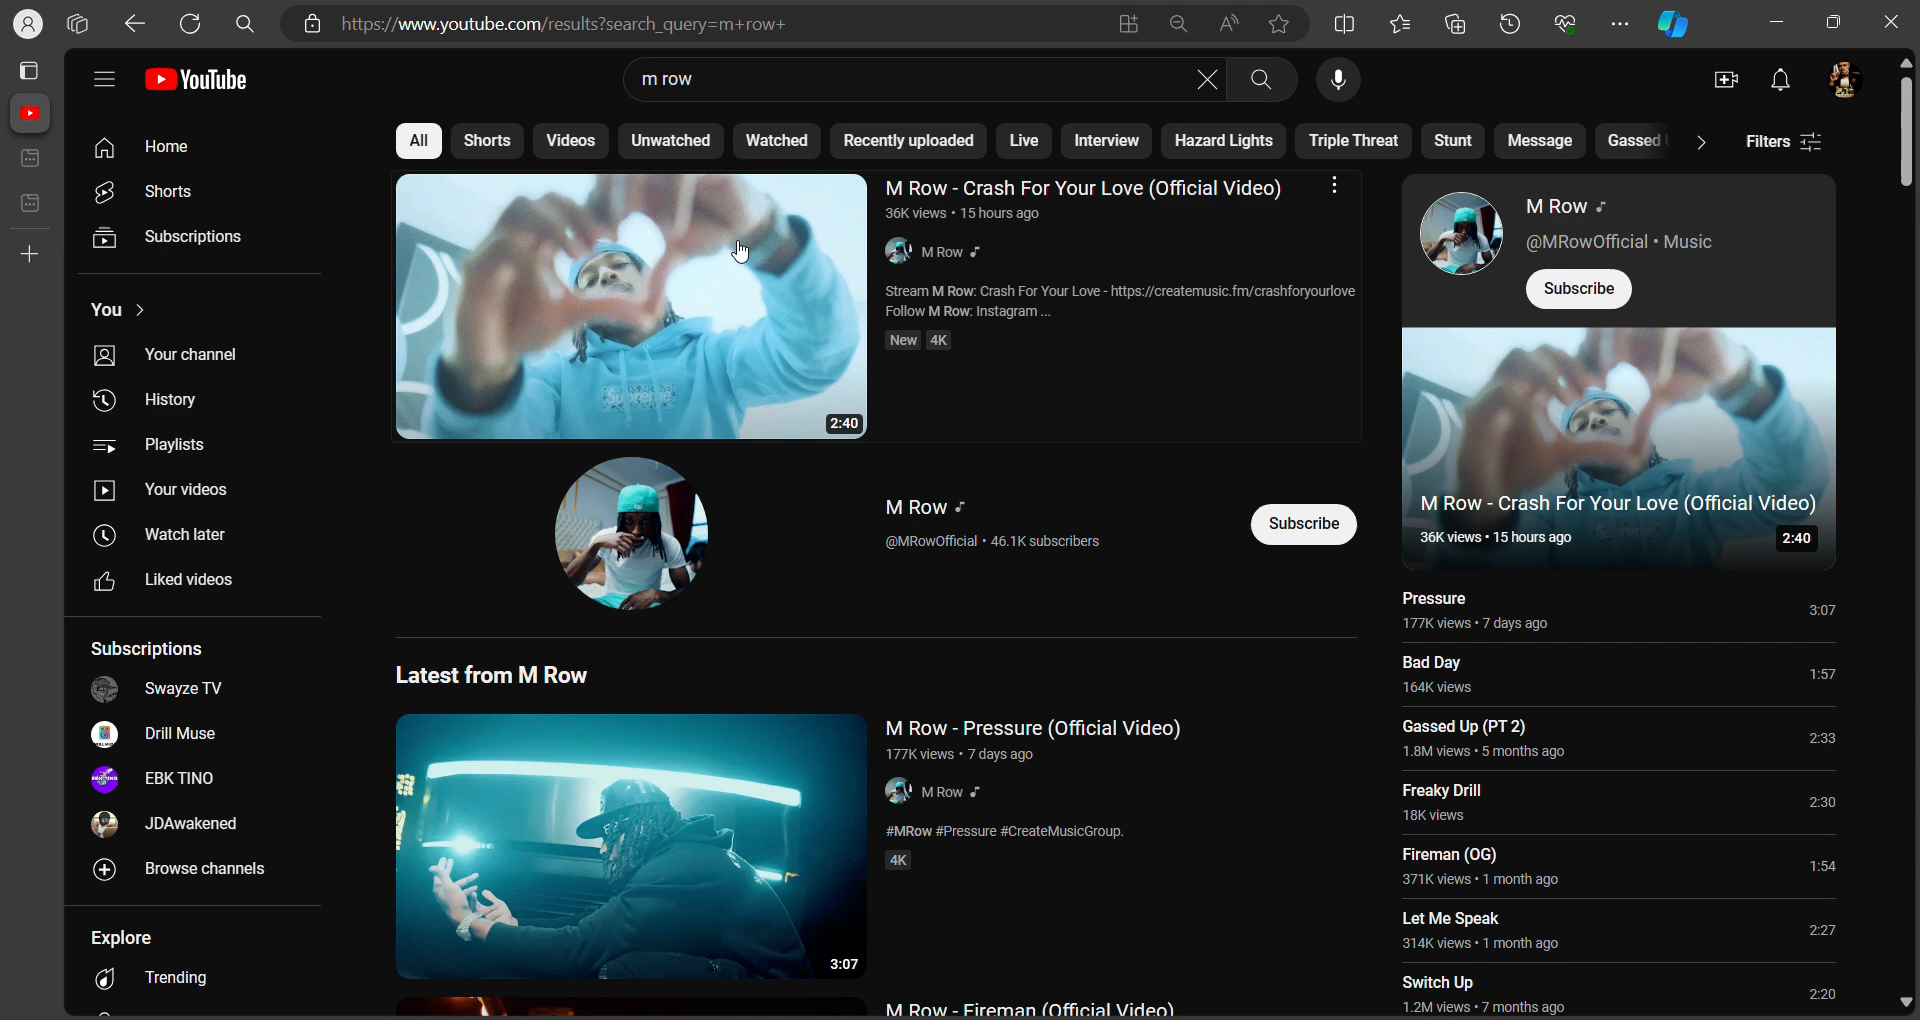 https://www.youtube.com/results?search_query=m+row+
YouTube
m row
All
Shorts
Videos
Unwatched
Watched
Recently uploaded
Live
Interview
Hazard Lights
Triple Threat
Stunt
Message
Gassed
Filters
Home
Shorts
Subscriptions
You
Your channel
History
Playlists
Your videos
Watch later
Liked videos
Subscriptions
Swayze TV
Drill Muse
EBK TINO
JDAwakened
Browse channels
Explore
Trending
Supreme
2:40
M Row - Crash For Your Love (Official Video)
36K views • 15 hours ago
M Row
Stream M Row: Crash For Your Love - https://createmusic.fm/crashforyourlove
Follow M Row: Instagram ...
New 4K
M Row
@MRowOfficial • 46.1K subscribers
Subscribe
Latest from M Row
3:07
M Row - Pressure (Official Video)
177K views • 7 days ago
M Row
#MRow #Pressure #CreateMusicGroup.
4K
M Row - Fireman (Official Video)
M Row
@MRowOfficial • Music
Subscribe
M Row - Crash For Your Love (Official Video)
36K views • 15 hours ago
2:40
Pressure
177K views • 7 days ago
3:07
Bad Day
164K views
1:57
Gassed Up (PT 2)
1.8M views • 5 months ago
2:33
Freaky Drill
18K views
2:30
Fireman (OG)
371K views • 1 month ago
1:54
Let Me Speak
314K views • 1 month ago
2:27
Switch Up
1.2M views • 7 months ago
2:20